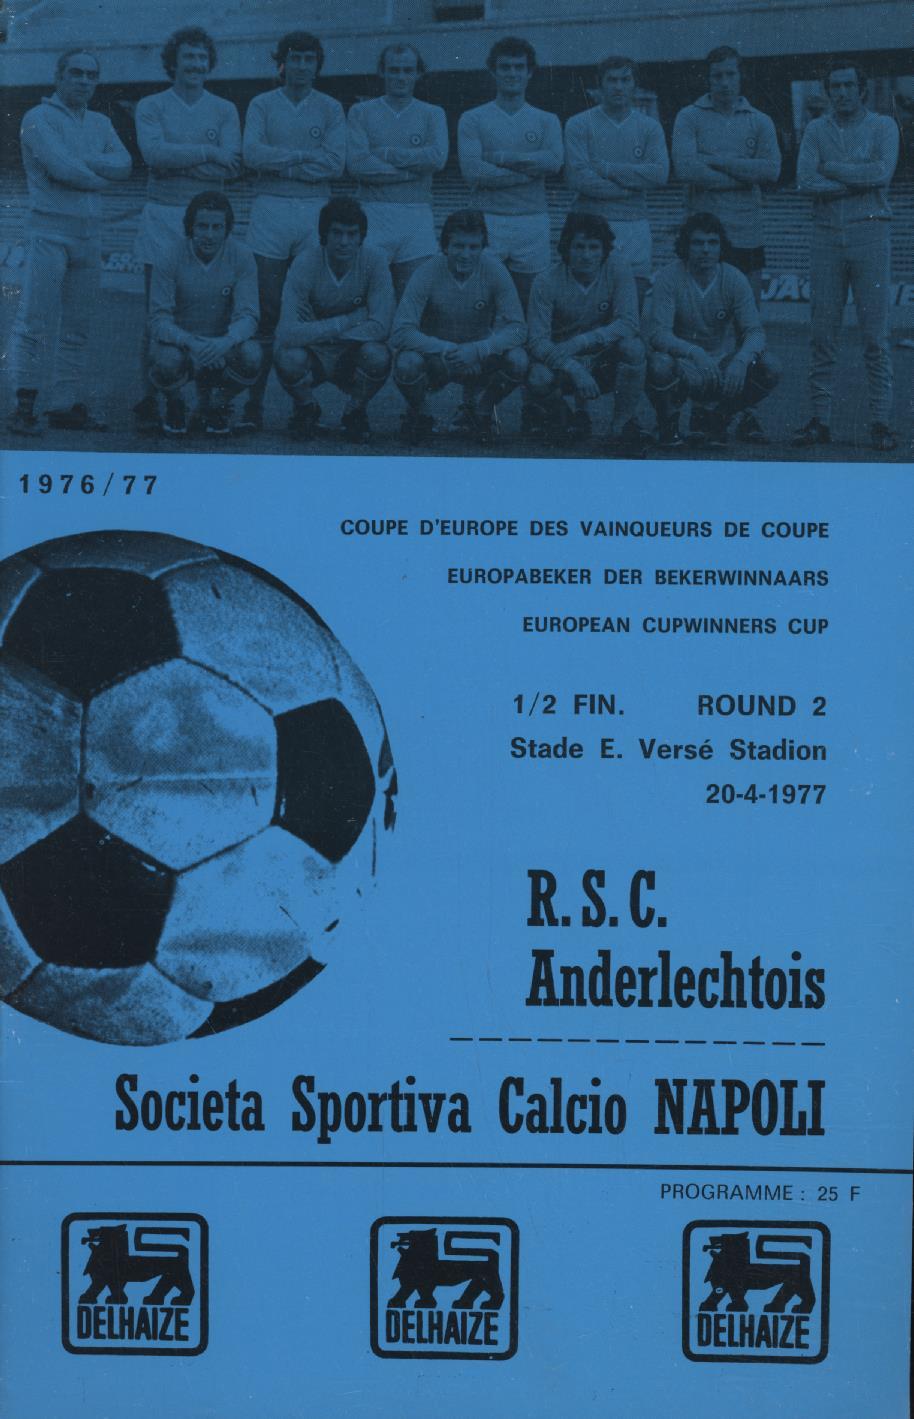 1976/77
COUPE D'EUROPE DES VAINQUEURS DE COUPE
EUROPABEKER DER BEKERWINNAARS
EUROPEAN CUPWINNERS CUP
1/2 FIN. ROUND 2
Stade E. Versé Stadion
20-4-1977
R.S.C.
Anderlechtois
Societa Sportiva Calcio NAPOLI
PROGRAMME : 25 F
DELHAIZE
DELHAIZE
DELHAIZE